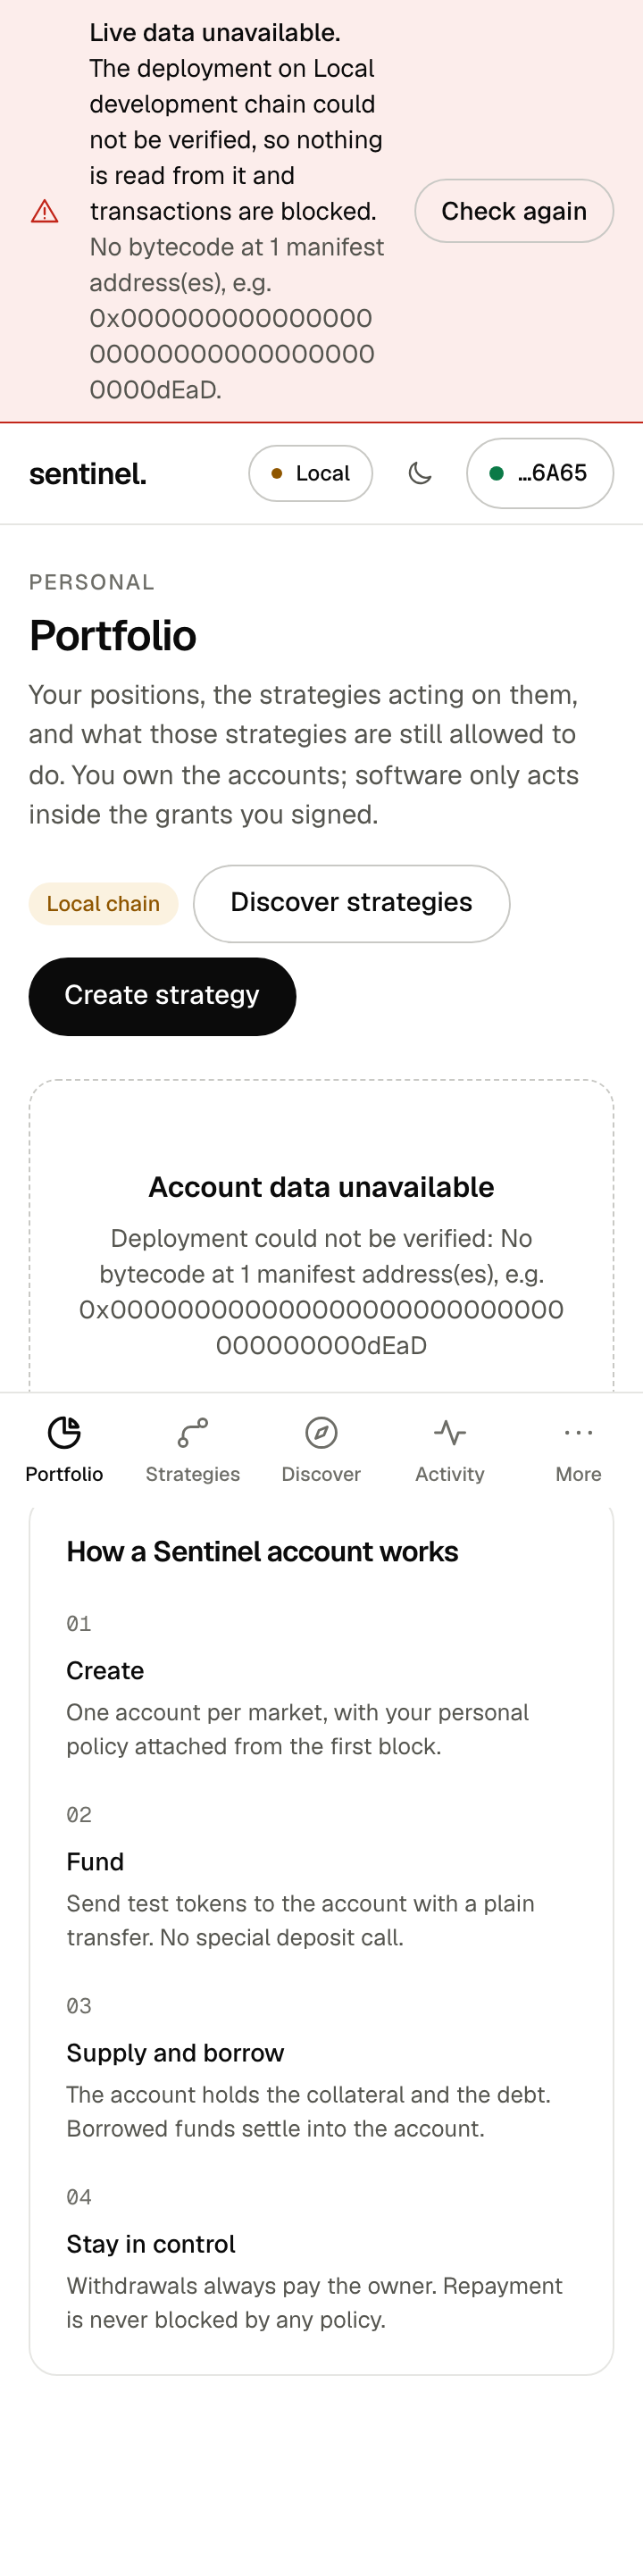 Live data unavailable.
The deployment on Local
development chain could
not be verified, so nothing
is read from it and
transactions are blocked.
No bytecode at 1 manifest
address(es), e.g.
0x000000000000000
00000000000000000
0000dEaD.
Check again
sentinel.
Local
…6A65
PERSONAL
Portfolio
Your positions, the strategies acting on them,
and what those strategies are still allowed to
do. You own the accounts; software only acts
inside the grants you signed.
Local chain
Discover strategies
Create strategy
Account data unavailable
Deployment could not be verified: No
bytecode at 1 manifest address(es), e.g.
0x000000000000000000000000000
000000000dEaD
Portfolio
Strategies
Discover
Activity
More
How a Sentinel account works
01
Create
One account per market, with your personal
policy attached from the first block.
02
Fund
Send test tokens to the account with a plain
transfer. No special deposit call.
03
Supply and borrow
The account holds the collateral and the debt.
Borrowed funds settle into the account.
04
Stay in control
Withdrawals always pay the owner. Repayment
is never blocked by any policy.